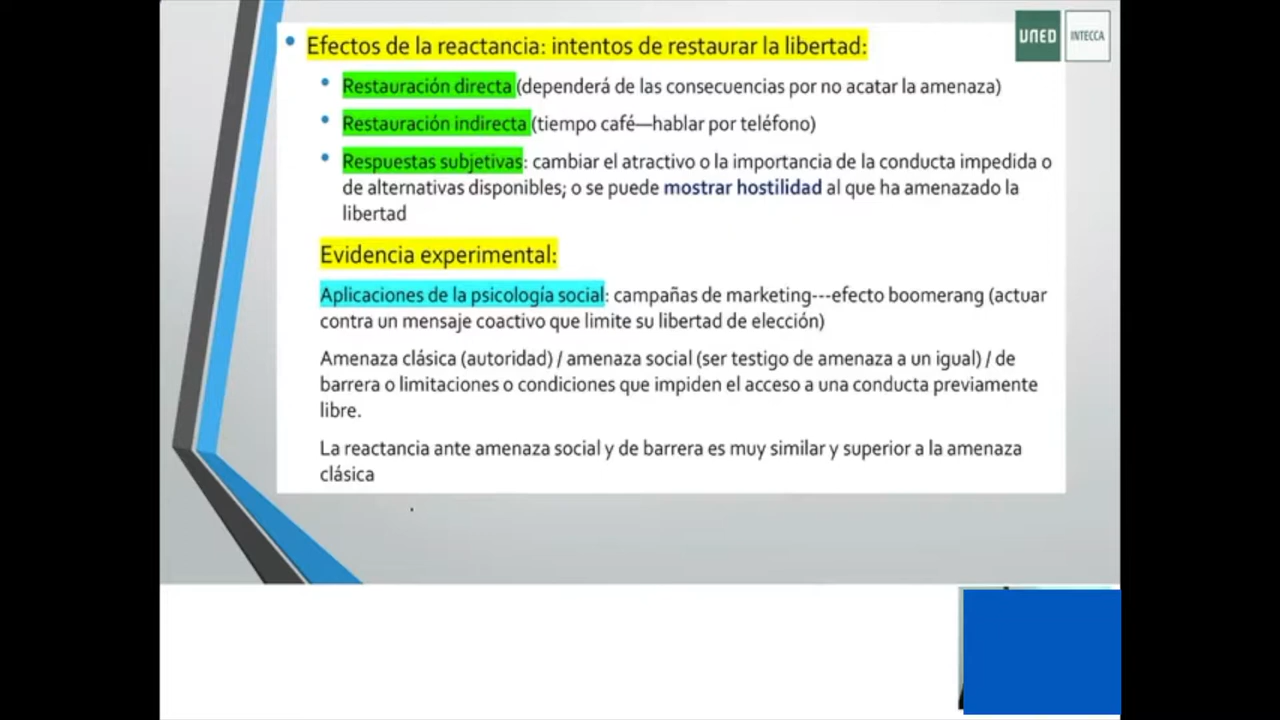 Efectos de la reactancia: intentos de restaurar la libertad:
UNED
INTECCA
Restauración directa (dependerá de las consecuencias por no acatar la amenaza)
Restauración indirecta (tiempo café—hablar por teléfono)
Respuestas subjetivas: cambiar el atractivo o la importancia de la conducta impedida o
de alternativas disponibles; o se puede mostrar hostilidad al que ha amenazado la
libertad
Evidencia experimental:
Aplicaciones de la psicología social: campañas de marketing---efecto boomerang (actuar
contra un mensaje coactivo que limite su libertad de elección)
Amenaza clásica (autoridad) / amenaza social (ser testigo de amenaza a un igual) / de
barrera o limitaciones o condiciones que impiden el acceso a una conducta previamente
libre.
La reactancia ante amenaza social y de barrera es muy similar y superior a la amenaza
clásica